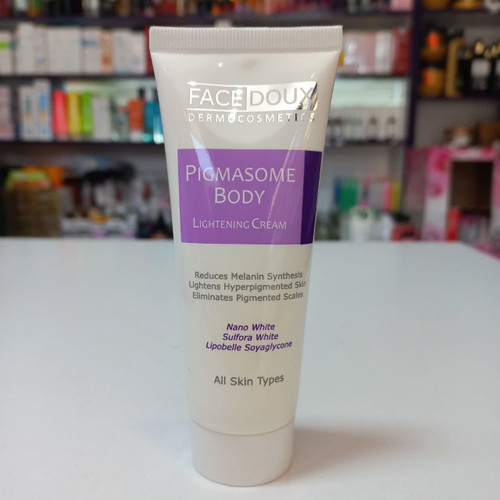 FACE DOUX
DERMOCOSMETICS
PIGMASOME
BODY
LIGHTENING CREAM
Reduces Melanin Synthesis
Lightens Hyperpigmented Skin
Eliminates Pigmented Scales
Nano White
Sulfora White
Lipobelle Soyaglycone
All Skin Types